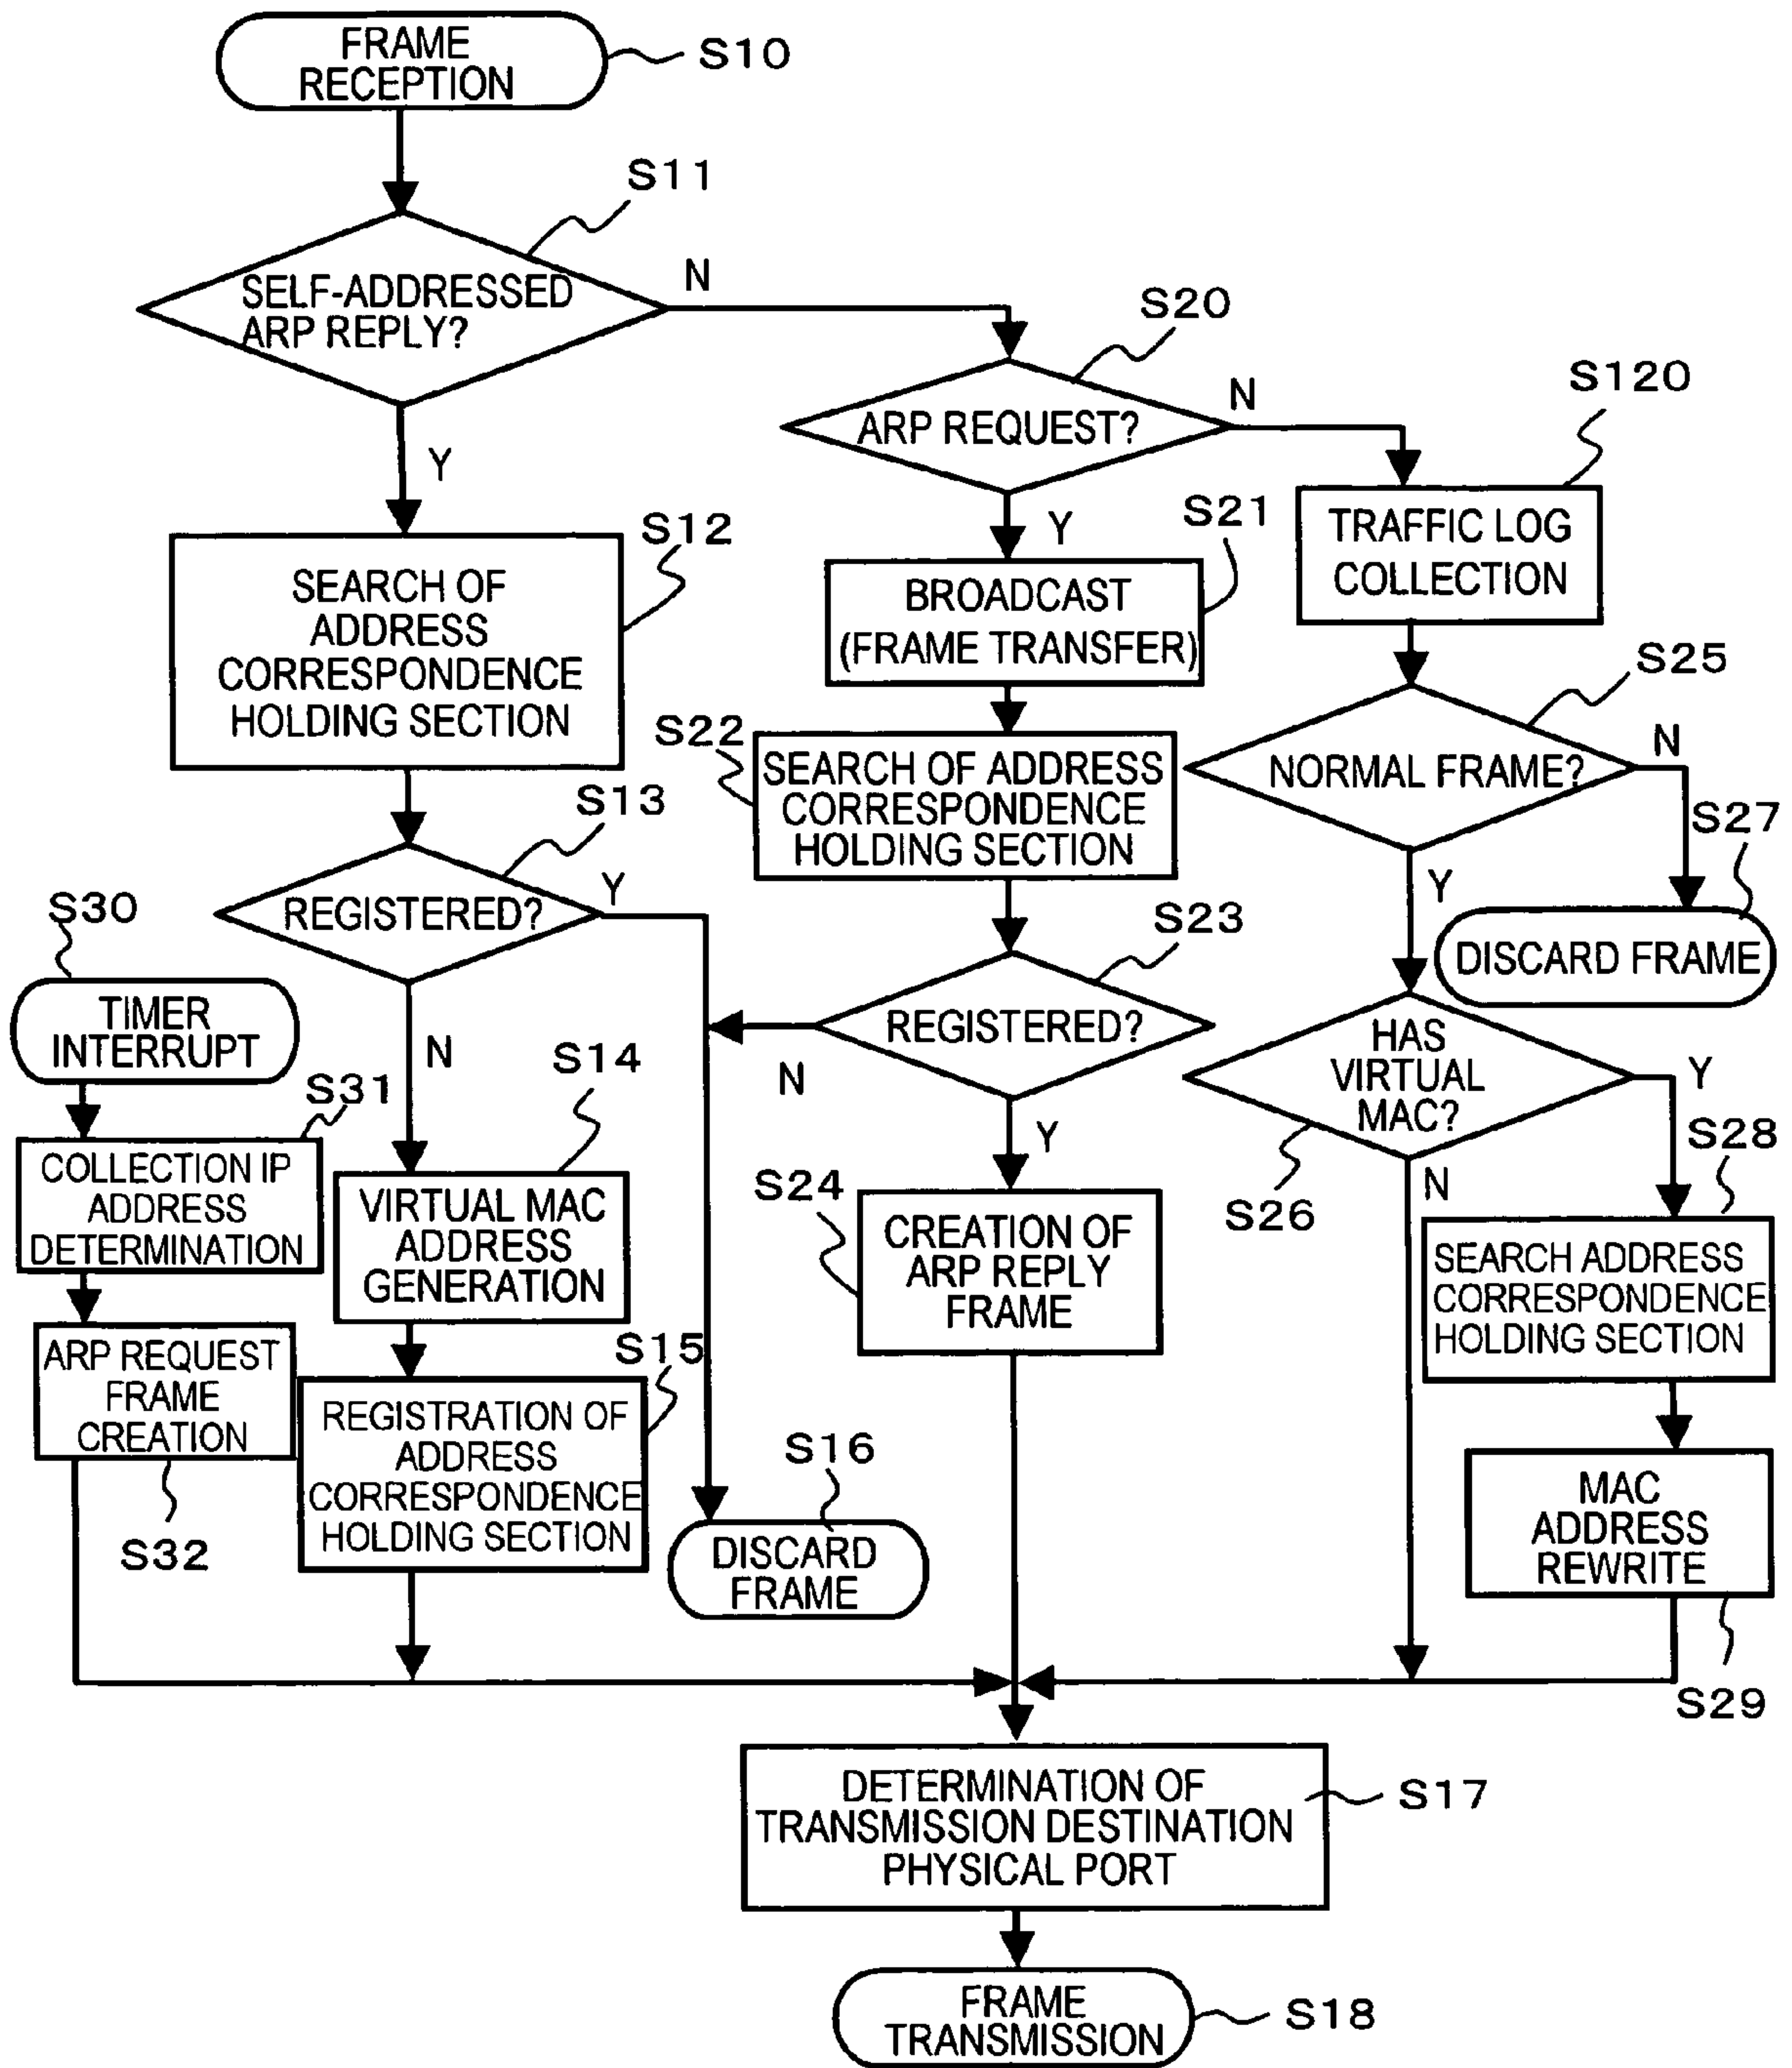 FRAME
RECEPTION
S10
S11
SELF-ADDRESSED
ARP REPLY?
N
Y
S20
ARP REQUEST?
N
Y
S120
TRAFFIC LOG
COLLECTION
S12
SEARCH OF
ADDRESS
CORRESPONDENCE
HOLDING SECTION
S21
BROADCAST
(FRAME TRANSFER)
S25
NORMAL FRAME?
N
Y
S22
SEARCH OF ADDRESS
CORRESPONDENCE
HOLDING SECTION
S13
REGISTERED?
Y
N
S27
DISCARD FRAME
S23
REGISTERED?
N
Y
S30
TIMER
INTERRUPT
S26
HAS
VIRTUAL
MAC?
Y
N
S31
COLLECTION IP
ADDRESS
DETERMINATION
S14
VIRTUAL MAC
ADDRESS
GENERATION
S24
CREATION OF
ARP REPLY
FRAME
S28
SEARCH ADDRESS
CORRESPONDENCE
HOLDING SECTION
ARP REQUEST
FRAME
CREATION
S32
S15
REGISTRATION OF
ADDRESS
CORRESPONDENCE
HOLDING SECTION
S16
DISCARD
FRAME
MAC
ADDRESS
REWRITE
S29
DETERMINATION OF
TRANSMISSION DESTINATION
PHYSICAL PORT
S17
FRAME
TRANSMISSION
S18